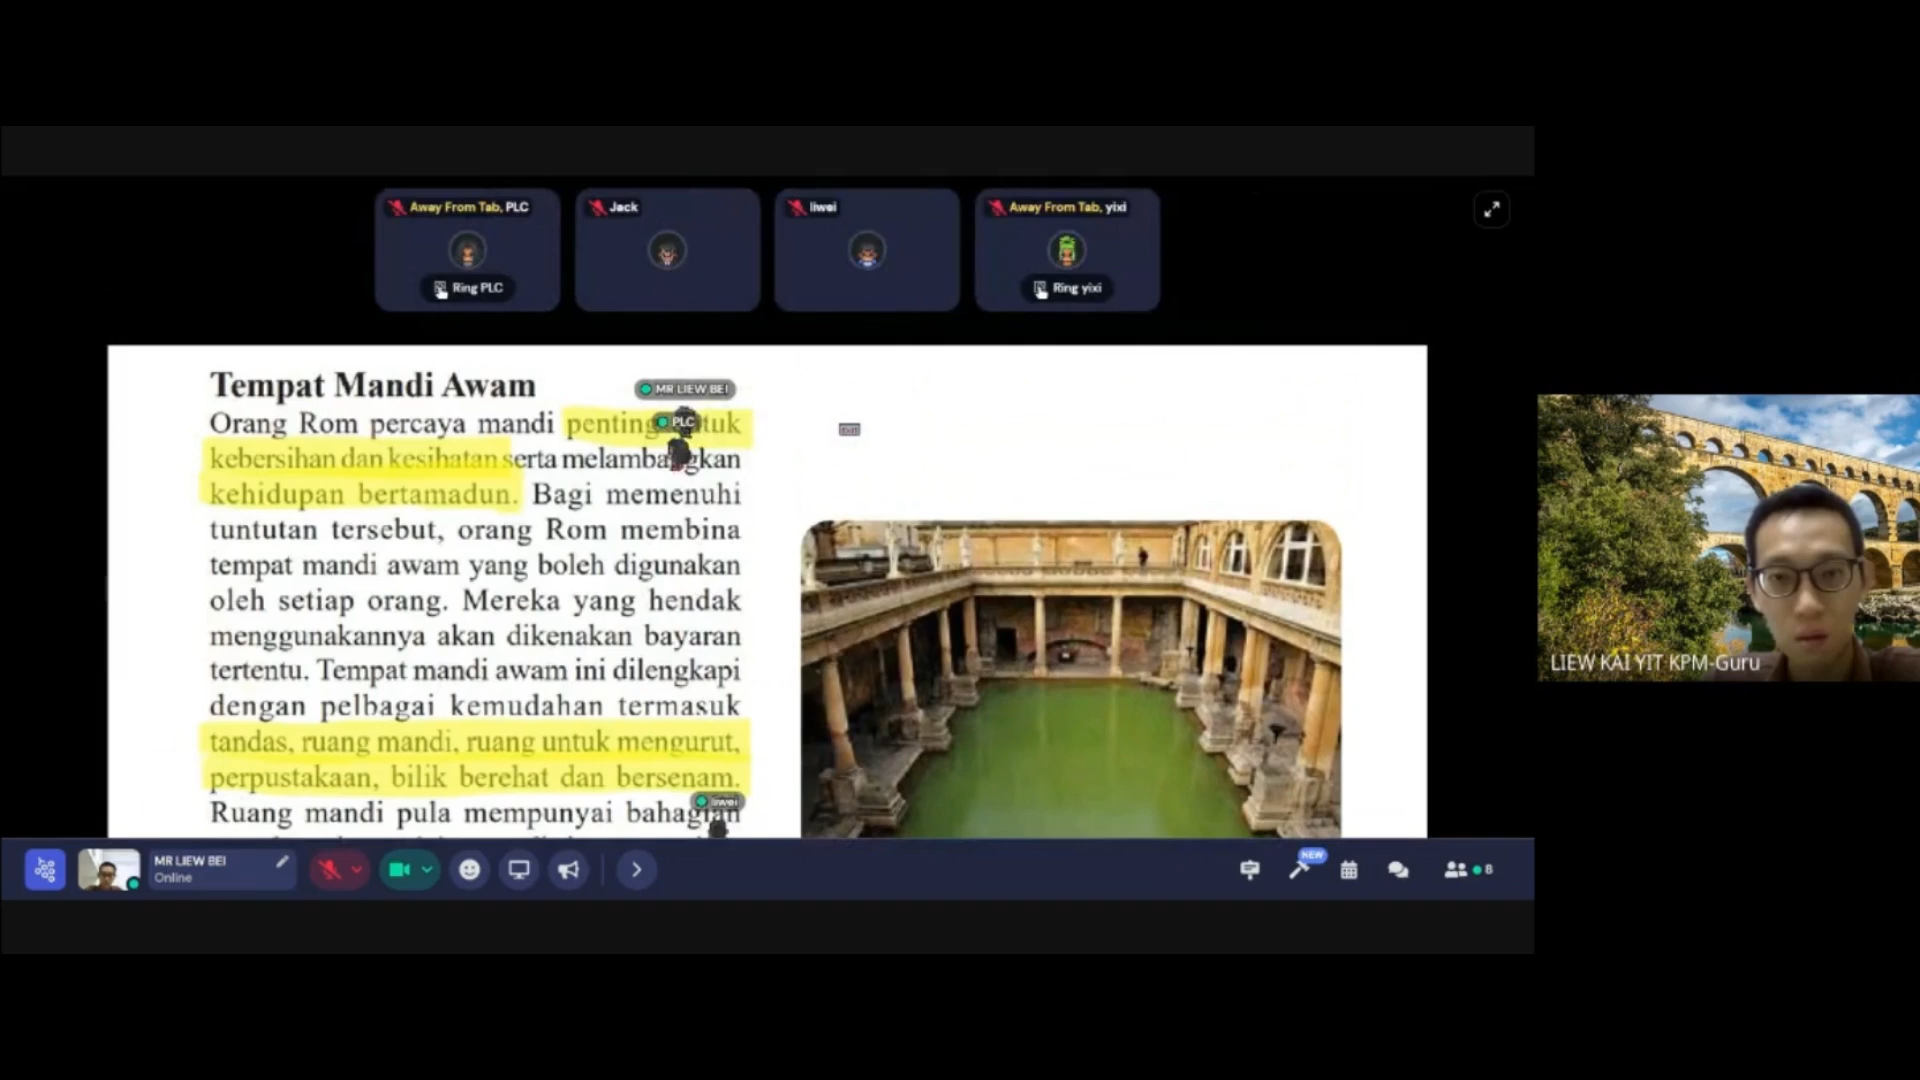 Away From Tab, PLC
Jack
liwei
Away From Tab, yixi
Ring PLC
Ring yixi
Tempat Mandi Awam
MR LIEW BEI
Orang Rom percaya mandi
PLC
kebersihan dan kesihatan serta
kehidupan bertamadun. Bagi memenuhi
tuntutan tersebut, orang Rom membina
tempat mandi awam yang boleh digunakan
oleh setiap orang. Mereka yang hendak
menggunakannya akan dikenakan bayaran
tertentu. Tempat mandi awam ini dilengkapi
dengan pelbagai kemudahan termasuk
tandas, ruang mandi, ruang untuk mengurut,
perpustakaan, bilik berehat dan bersenam.
liwei
Ruang mandi pula mempunyai bahagian
LIEW KAI YIT KPM-Guru
MR LIEW BEI
Online
NEW
8